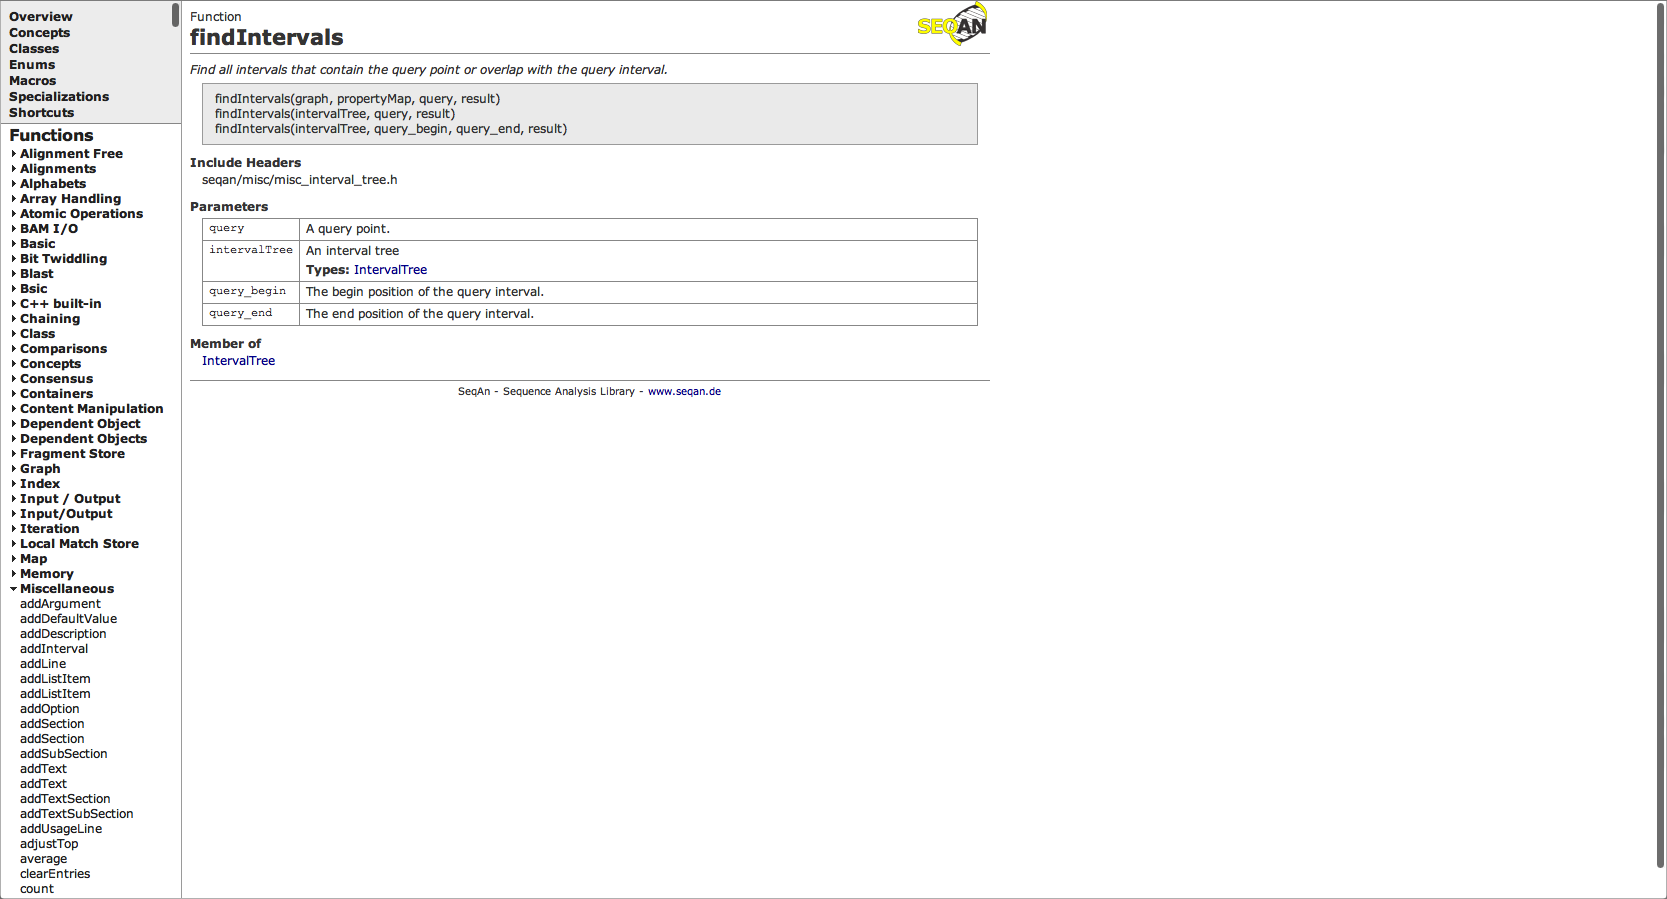 Overview
Concepts
Classes
Enums
Macros
Specializations
Shortcuts
Functions
Alignment Free
Alignments
Alphabets
Array Handling
Atomic Operations
BAM I/O
Basic
Bit Twiddling
Blast
Bsic
C++ built-in
Chaining
Class
Comparisons
Concepts
Consensus
Containers
Content Manipulation
Dependent Object
Dependent Objects
Fragment Store
Graph
Index
Input / Output
Input/Output
Iteration
Local Match Store
Map
Memory
Miscellaneous
addArgument
addDefaultValue
addDescription
addInterval
addLine
addListItem
addListItem
addOption
addSection
addSection
addSubSection
addText
addText
addTextSection
addTextSubSection
addUsageLine
adjustTop
average
clearEntries
count
Function
findIntervals
SEQAN
Find all intervals that contain the query point or overlap with the query interval.
findIntervals(graph, propertyMap, query, result)
findIntervals(intervalTree, query, result)
findIntervals(intervalTree, query_begin, query_end, result)
Include Headers
seqan/misc/misc_interval_tree.h
Parameters
query A query point.
intervalTree An interval tree
Types: IntervalTree
query_begin The begin position of the query interval.
query_end The end position of the query interval.
Member of
IntervalTree
SeqAn - Sequence Analysis Library - www.seqan.de